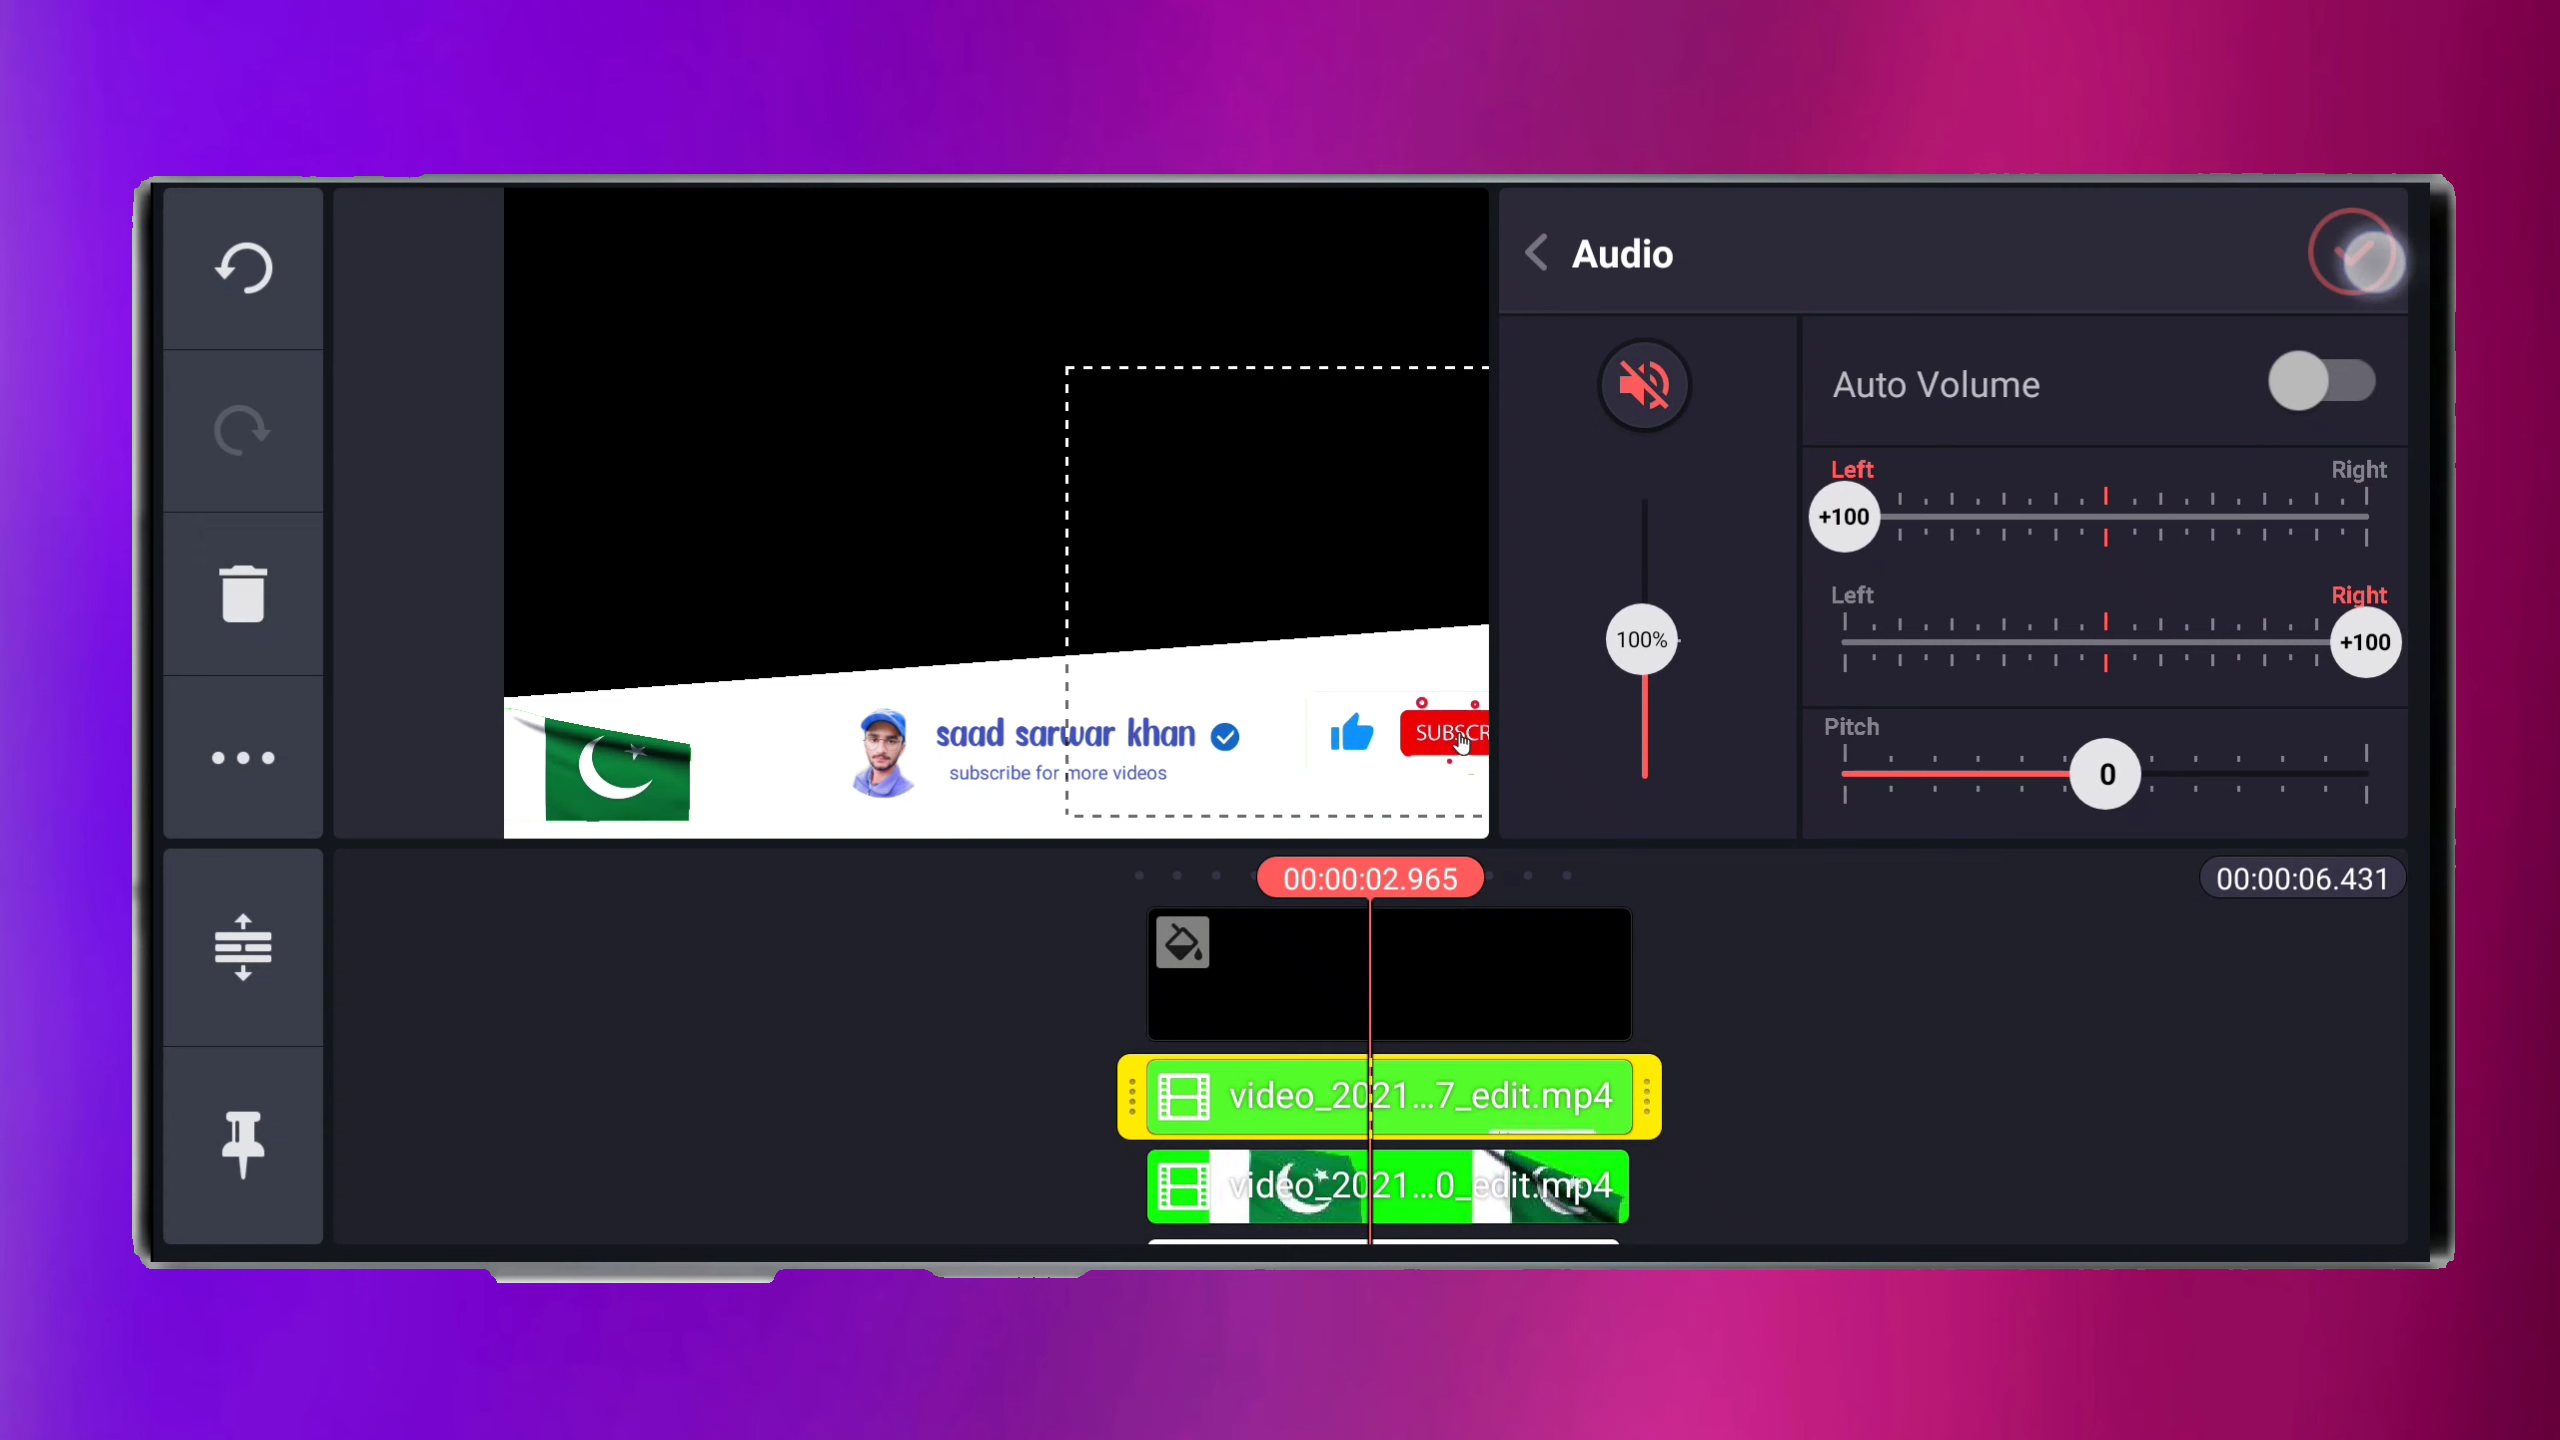 Audio
Auto Volume
Left Right
+100
Left Right
+100
100%
Pitch
0
saad sarwar khan
subscribe for more videos
SUBSCR
00:00:02.965
00:00:06.431
video_2021...7_edit.mp4
video_2021...0_edit.mp4